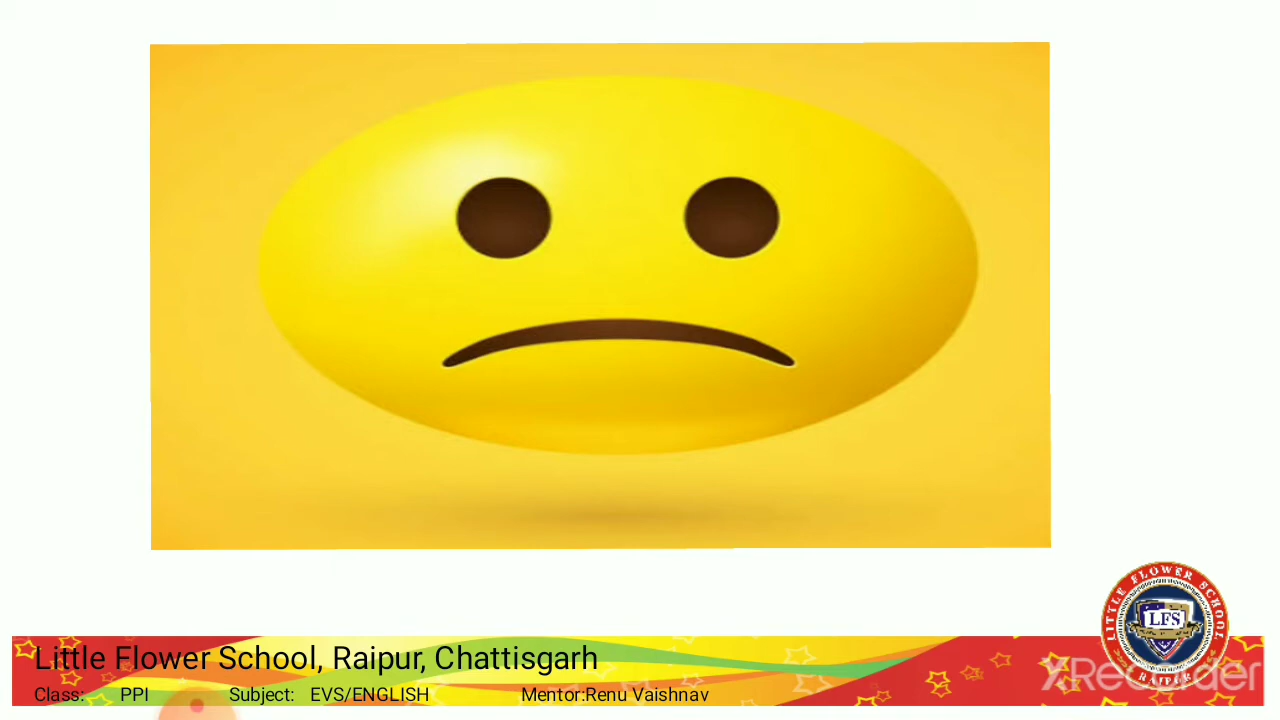 LITTLE FLOWER SCHOOL
LFS
RAIPUR
Little Flower School, Raipur, Chattisgarh
XRecorder
Class: PPI Subject: EVS/ENGLISH Mentor:Renu Vaishnav